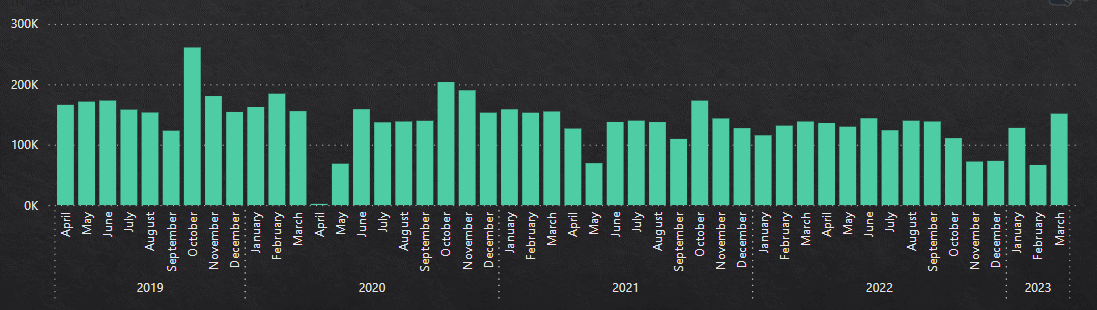 300K
200K
100K
0K
April May June July August September October November December January February March April May June July August September October November December January February March April May June July August September October November December January February March April May June July August September October November December January February March
2019 2020 2021 2022 2023